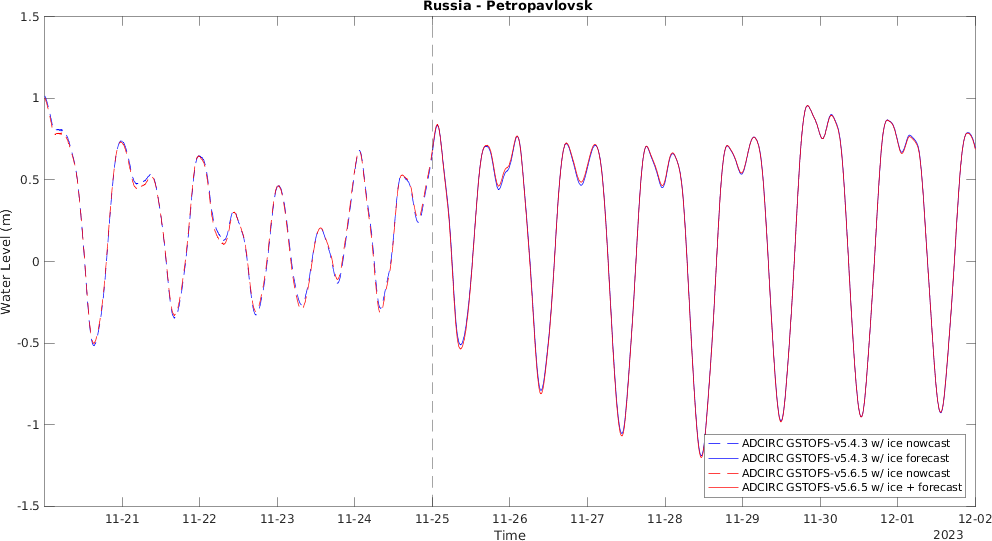 Russia - Petropavlovsk
1.5
1
0.5
0
-0.5
-1
-1.5
Water Level (m)
ADCIRC GSTOFS-v5.4.3 w/ ice nowcast
ADCIRC GSTOFS-v5.4.3 w/ ice forecast
ADCIRC GSTOFS-v5.6.5 w/ ice nowcast
ADCIRC GSTOFS-v5.6.5 w/ ice + forecast
11-21 11-22 11-23 11-24 11-25 11-26 11-27 11-28 11-29 11-30 12-01 12-02
Time
2023